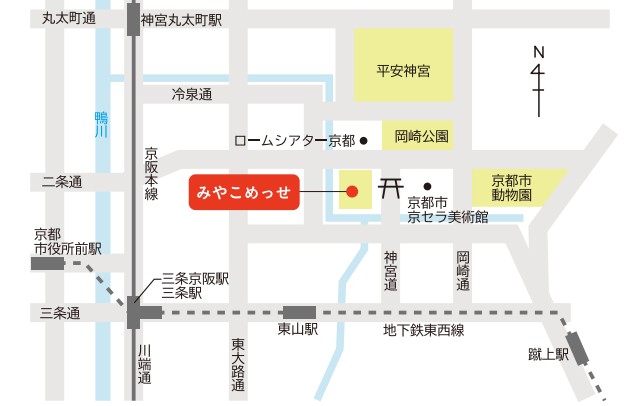 丸太町通
神宮丸太町駅
平安神宮
N
冷泉通
鴨川
ロームシアター京都
岡崎公園
京阪本線
二条通
みやこめっせ
京都市
京セラ美術館
京都市
動物園
京都
市役所前駅
神宮道
岡崎通
三条京阪駅
三条駅
三条通
東山駅
地下鉄東西線
川端通
東大路通
蹴上駅